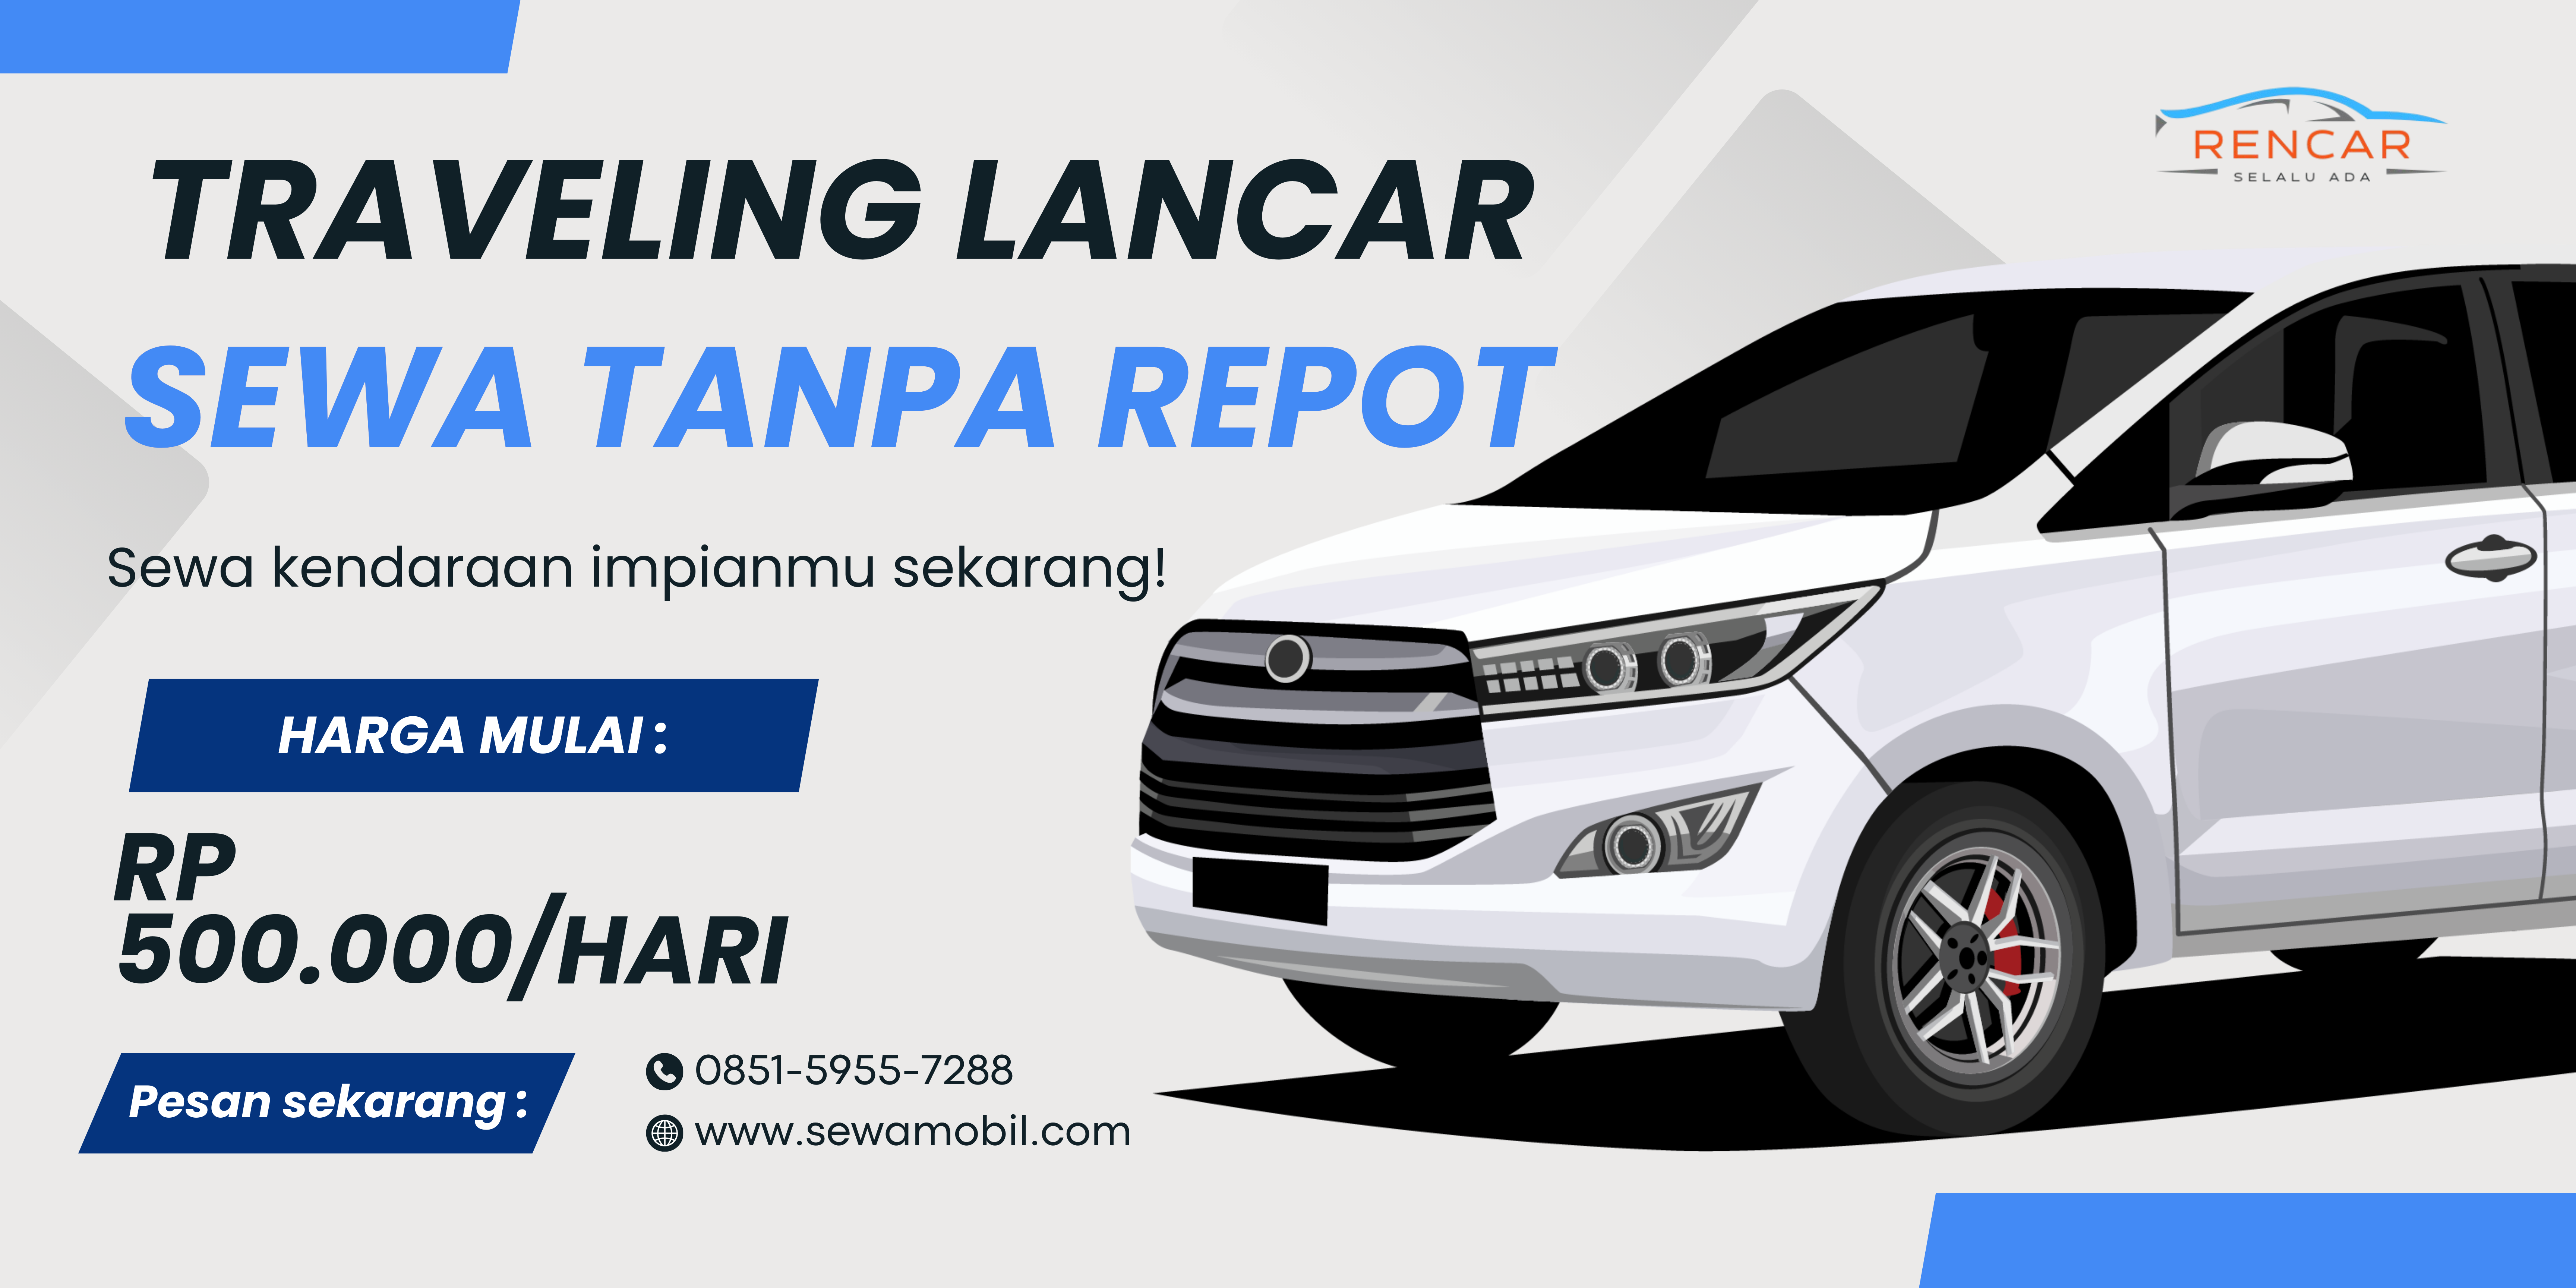 RENCAR
SELALU ADA
TRAVELING LANCAR
SEWA TANPA REPOT
Sewa kendaraan impianmu sekarang!
HARGA MULAI :
RP
500.000/HARI
Pesan sekarang :
0851-5955-7288
www.sewamobil.com